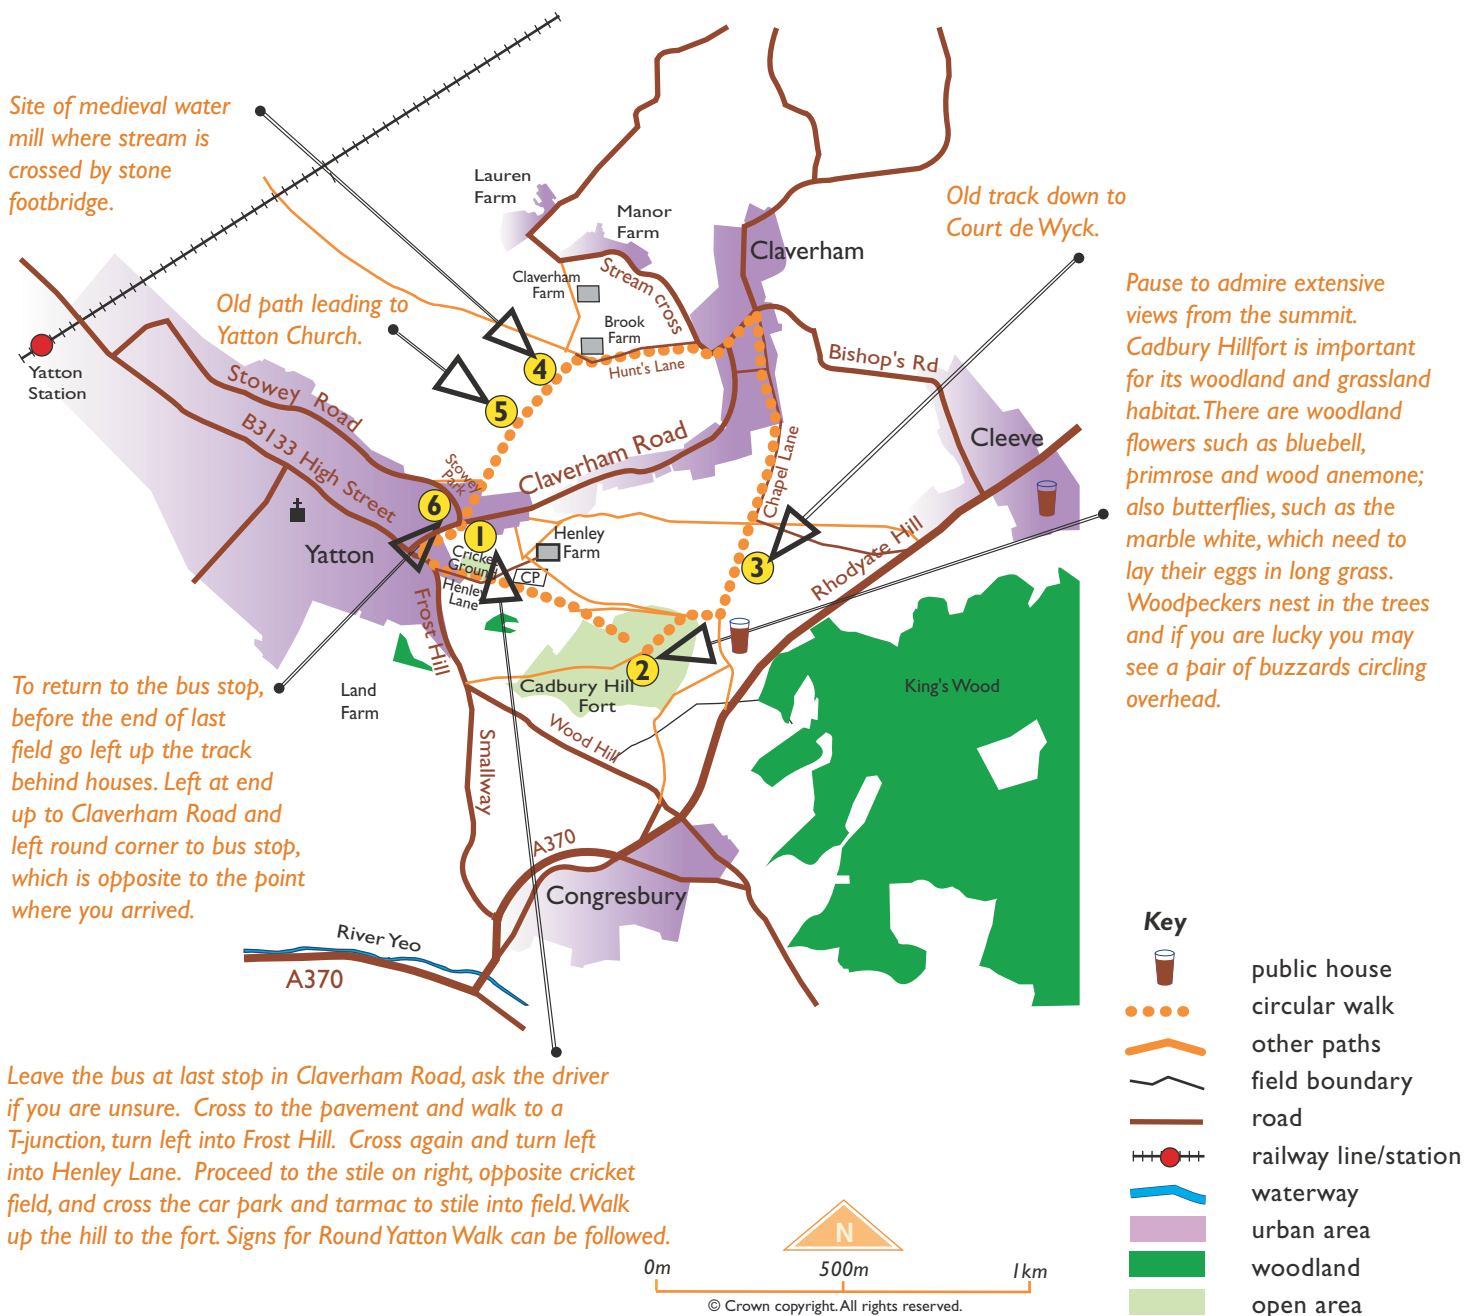 Site of medieval water
mill where stream is
crossed by stone
footbridge.
Old path leading to
Yatton Church.
Old track down to
Court de Wyck.
Pause to admire extensive
views from the summit.
Cadbury Hillfort is important
for its woodland and grassland
habitat. There are woodland
flowers such as bluebell,
primrose and wood anemone;
also butterflies, such as the
marble white, which need to
lay their eggs in long grass.
Woodpeckers nest in the trees
and if you are lucky you may
see a pair of buzzards circling
overhead.
Lauren
Farm
Manor
Farm
Claverham
Claverham
Farm
Stream cross
Brook
Farm
Hunt's Lane
Bishop's Rd
Yatton
Station
Stowey Road
B3133 High Street
Stowey
Park
Claverham Road
Chapel Lane
Cleeve
4
5
6
1
3
2
Yatton
Cricket
Ground
Henley
Farm
CP
Henley
Lane
Rhodyate Hill
Frost Hill
Land
Farm
Cadbury Hill
Fort
King's Wood
Wood Hill
Smallway
A370
Congresbury
River Yeo
A370
To return to the bus stop,
before the end of last
field go left up the track
behind houses. Left at end
up to Claverham Road and
left round corner to bus stop,
which is opposite to the point
where you arrived.
Leave the bus at last stop in Claverham Road, ask the driver
if you are unsure. Cross to the pavement and walk to a
T-junction, turn left into Frost Hill. Cross again and turn left
into Henley Lane. Proceed to the stile on right, opposite cricket
field, and cross the car park and tarmac to stile into field. Walk
up the hill to the fort. Signs for Round Yatton Walk can be followed.
N
0m
500m
1km
© Crown copyright. All rights reserved.
Key
public house
circular walk
other paths
field boundary
road
railway line/station
waterway
urban area
woodland
open area